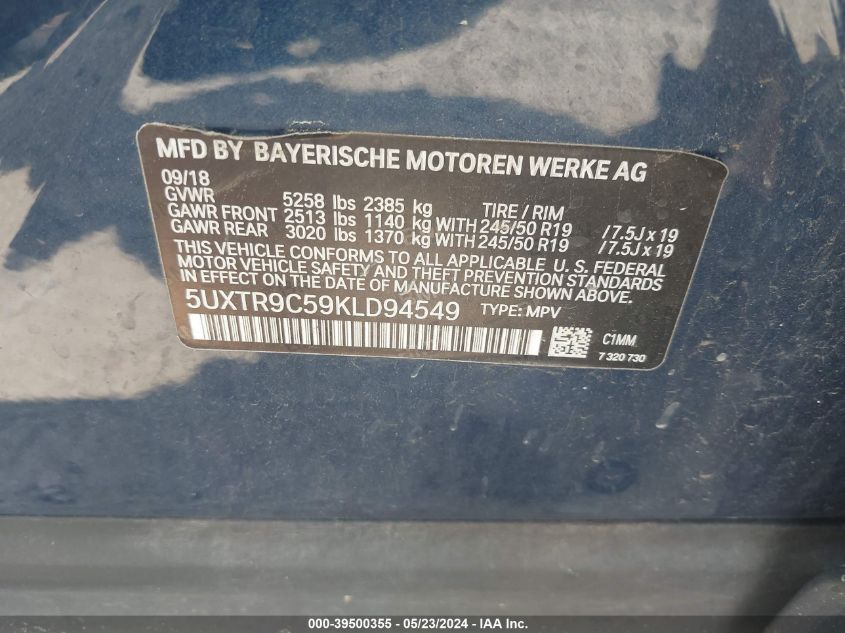 MFD BY BAYERISCHE MOTOREN WERKE AG
09/18
GVWR 5258 lbs 2385 kg TIRE / RIM
GAWR FRONT 2513 lbs 1140 kg WITH 245/50 R19 /7.5J x 19
GAWR REAR 3020 lbs 1370 kg WITH 245/50 R19 /7.5J x 19
THIS VEHICLE CONFORMS TO ALL APPLICABLE U. S. FEDERAL
MOTOR VEHICLE SAFETY AND THEFT PREVENTION STANDARDS
IN EFFECT ON THE DATE OF MANUFACTURE SHOWN ABOVE.
5UXTR9C59KLD94549 TYPE: MPV
C1MM
7 320 730
000-39500355 - 05/23/2024 - IAA Inc.